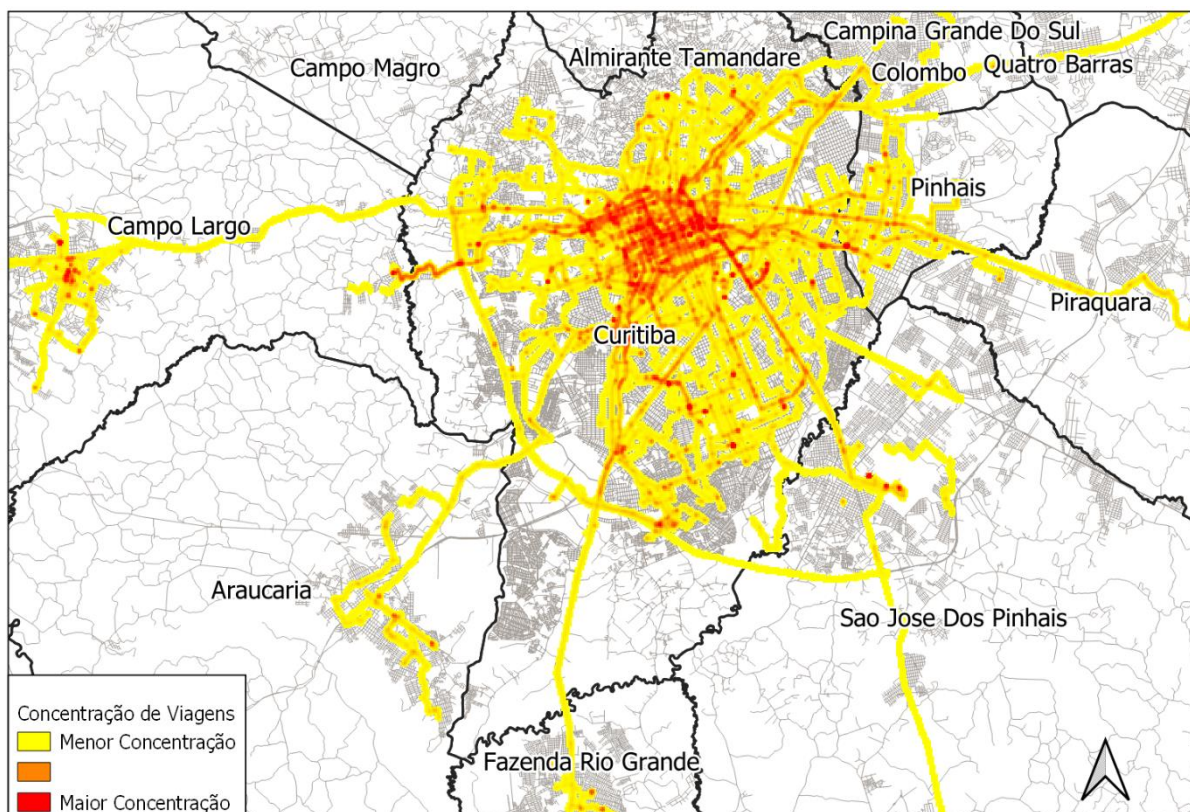 Campina Grande Do Sul
Almirante Tamandare
Campo Magro
Colombo
Quatro Barras
Pinhais
Campo Largo
Piraquara
Curitiba
Araucaria
Sao Jose Dos Pinhais
Fazenda Rio Grande
Concentração de Viagens
Menor Concentração
Maior Concentração